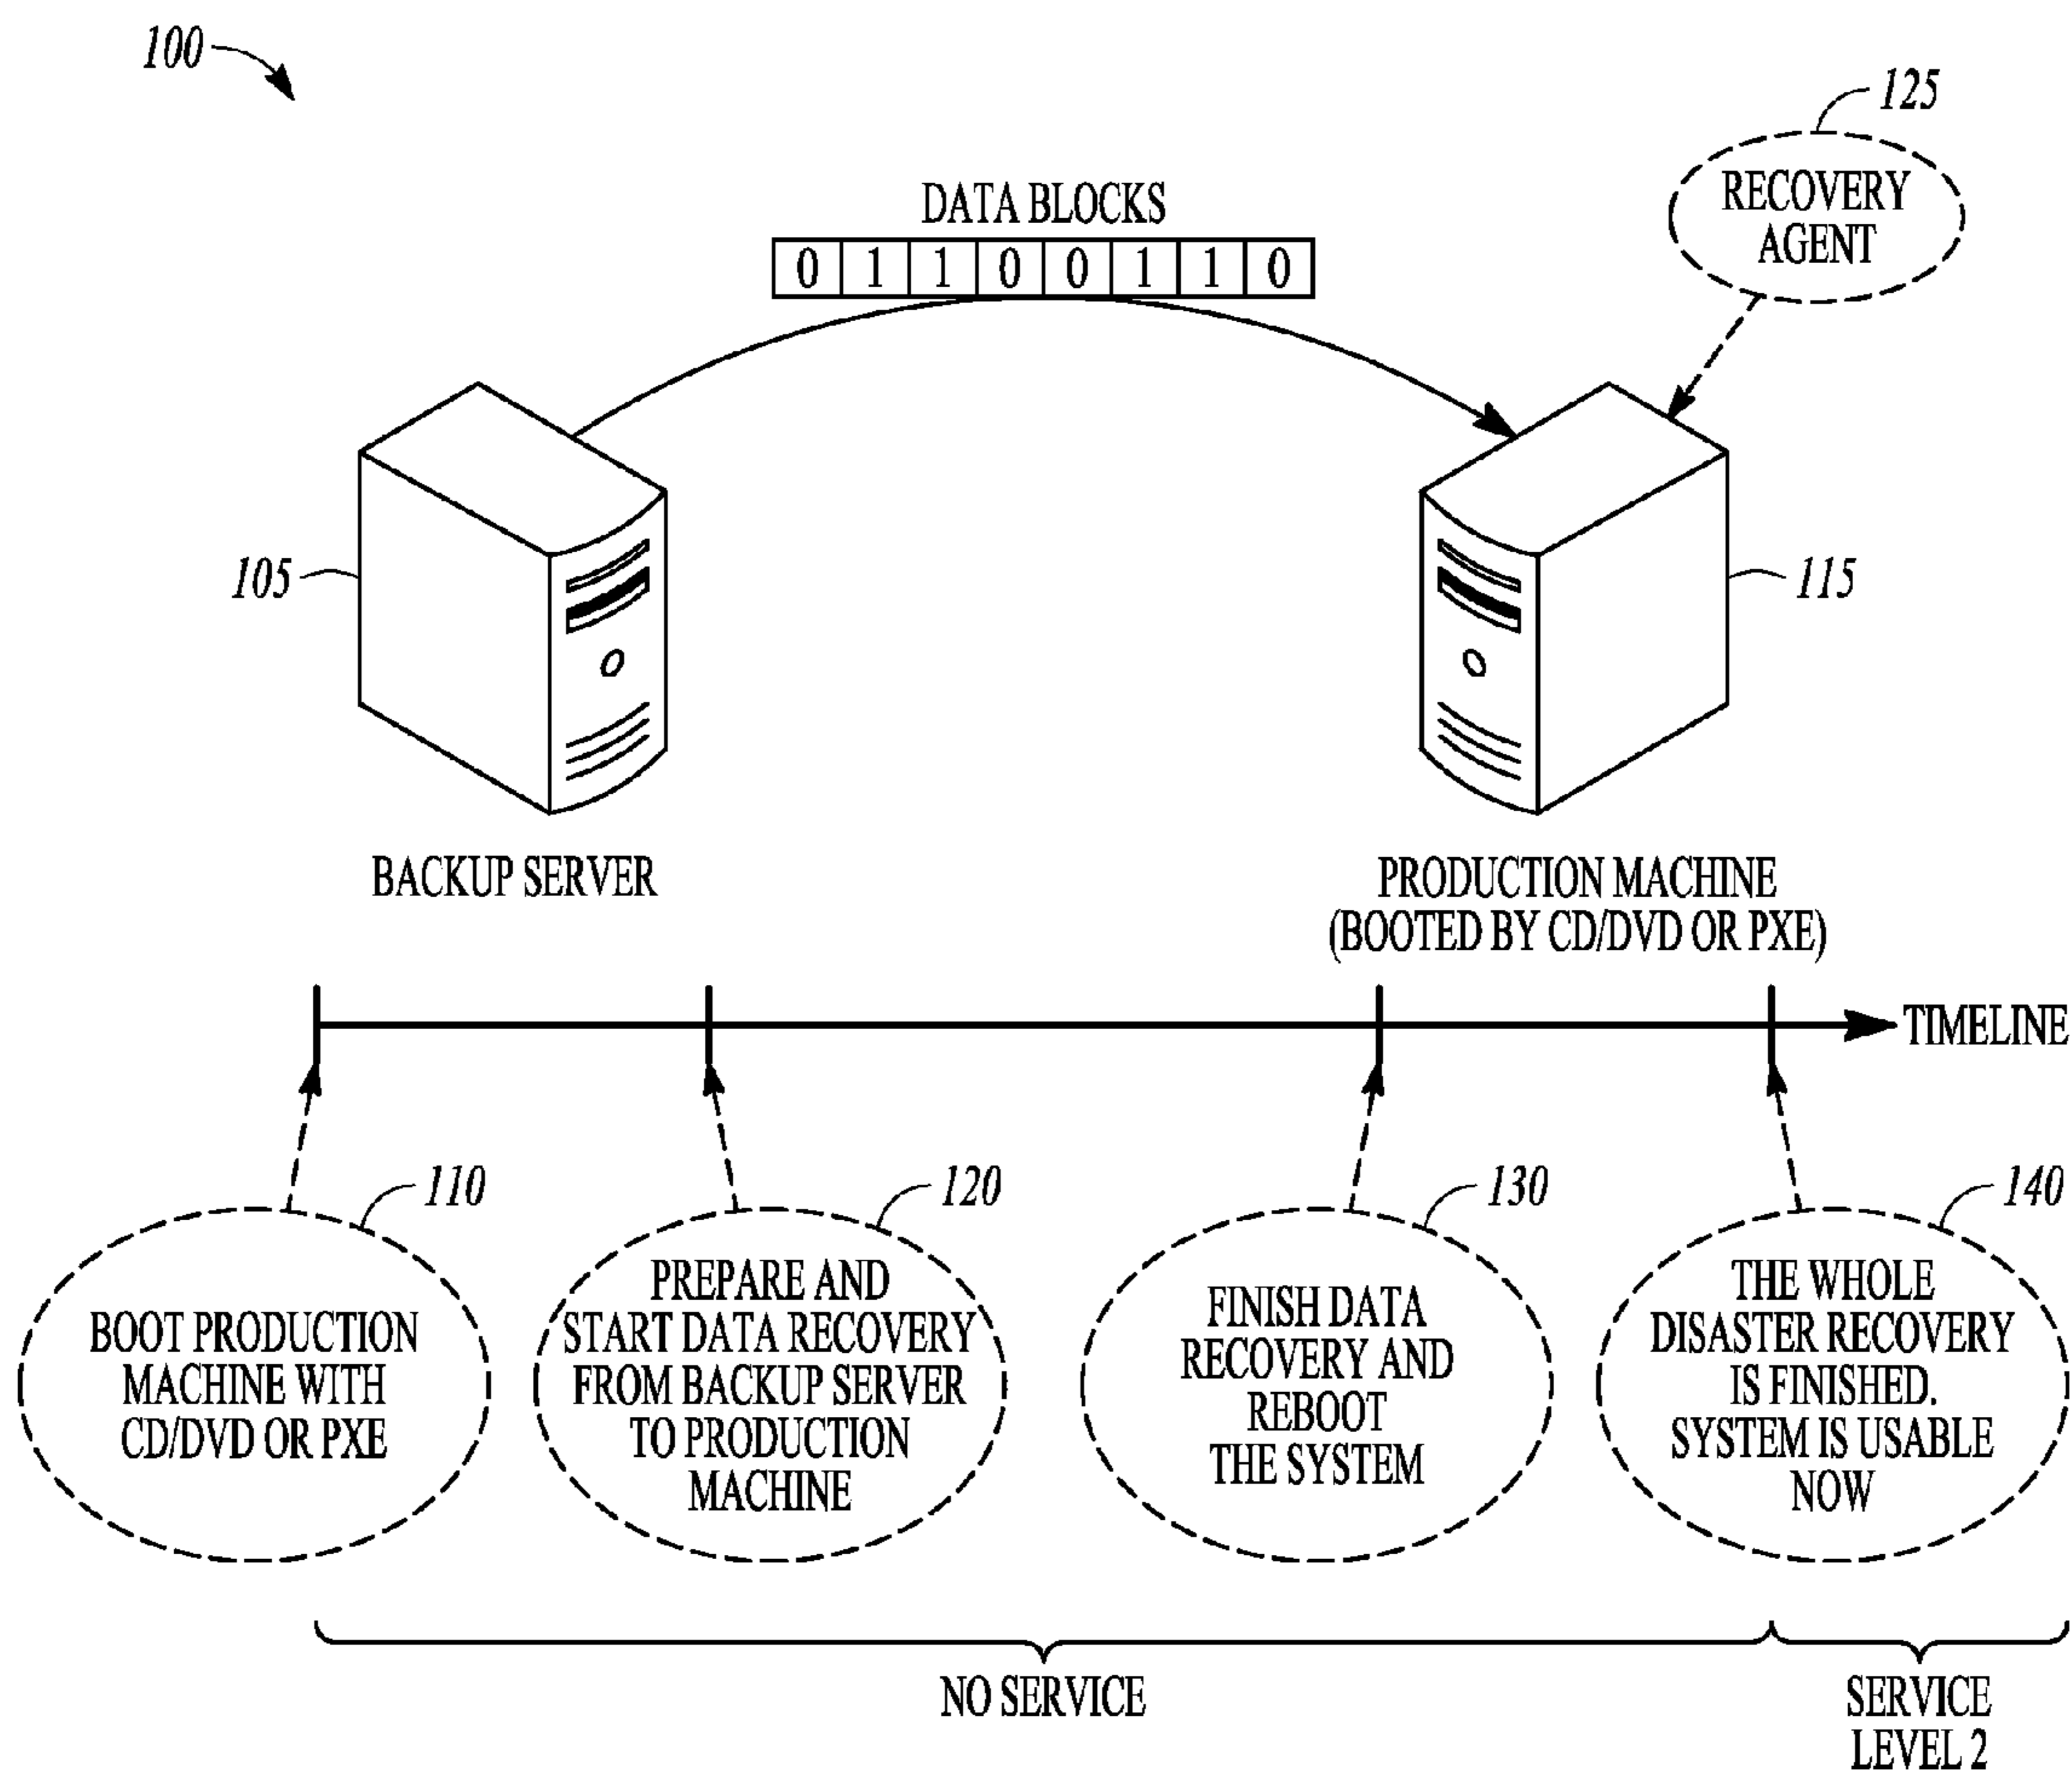 100
125
RECOVERY
AGENT
DATA BLOCKS
0 1 1 0 0 1 1 0
105
115
BACKUP SERVER
PRODUCTION MACHINE
(BOOTED BY CD/DVD OR PXE)
TIMELINE
110
BOOT PRODUCTION
MACHINE WITH
CD/DVD OR PXE
120
PREPARE AND
START DATA RECOVERY
FROM BACKUP SERVER
TO PRODUCTION
MACHINE
130
FINISH DATA
RECOVERY AND
REBOOT
THE SYSTEM
140
THE WHOLE
DISASTER RECOVERY
IS FINISHED.
SYSTEM IS USABLE
NOW
NO SERVICE
SERVICE
LEVEL 2